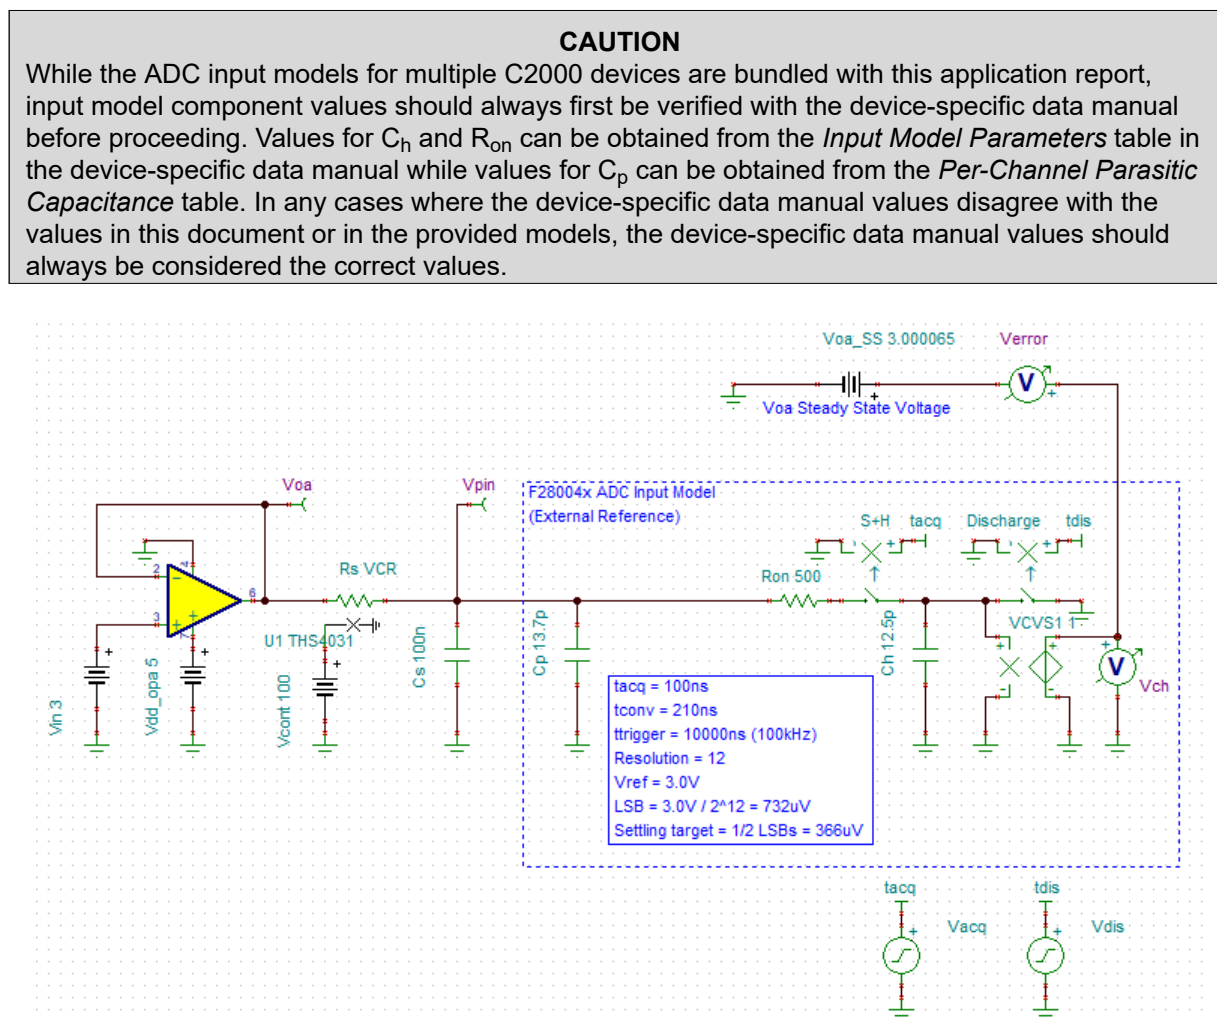 CAUTION
While the ADC input models for multiple C2000 devices are bundled with this application report,
input model component values should always first be verified with the device-specific data manual
before proceeding. Values for Ch and Ron can be obtained from the Input Model Parameters table in
the device-specific data manual while values for Cp can be obtained from the Per-Channel Parasitic
Capacitance table. In any cases where the device-specific data manual values disagree with the
values in this document or in the provided models, the device-specific data manual values should
always be considered the correct values.
Voa_SS 3.000065
Verror
V
+
+
Voa Steady State Voltage
Voa
Vpin
F28004x ADC Input Model
(External Reference)
S+H
tacq
Discharge
tdis
+
+
2
4
6
3
7
Rs VCR
Ron 500
U1 THS4031
Vin 3
+
Vdd_opa 5
+
Vcont 100
+
Cs 100n
Cp 13.7p
Ch 12.5p
VCVS1 1
+
-
+
-
+
V
Vch
tacq = 100ns
tconv = 210ns
ttrigger = 10000ns (100kHz)
Resolution = 12
Vref = 3.0V
LSB = 3.0V / 2^12 = 732uV
Settling target = 1/2 LSBs = 366uV
tacq
tdis
+
Vacq
+
Vdis